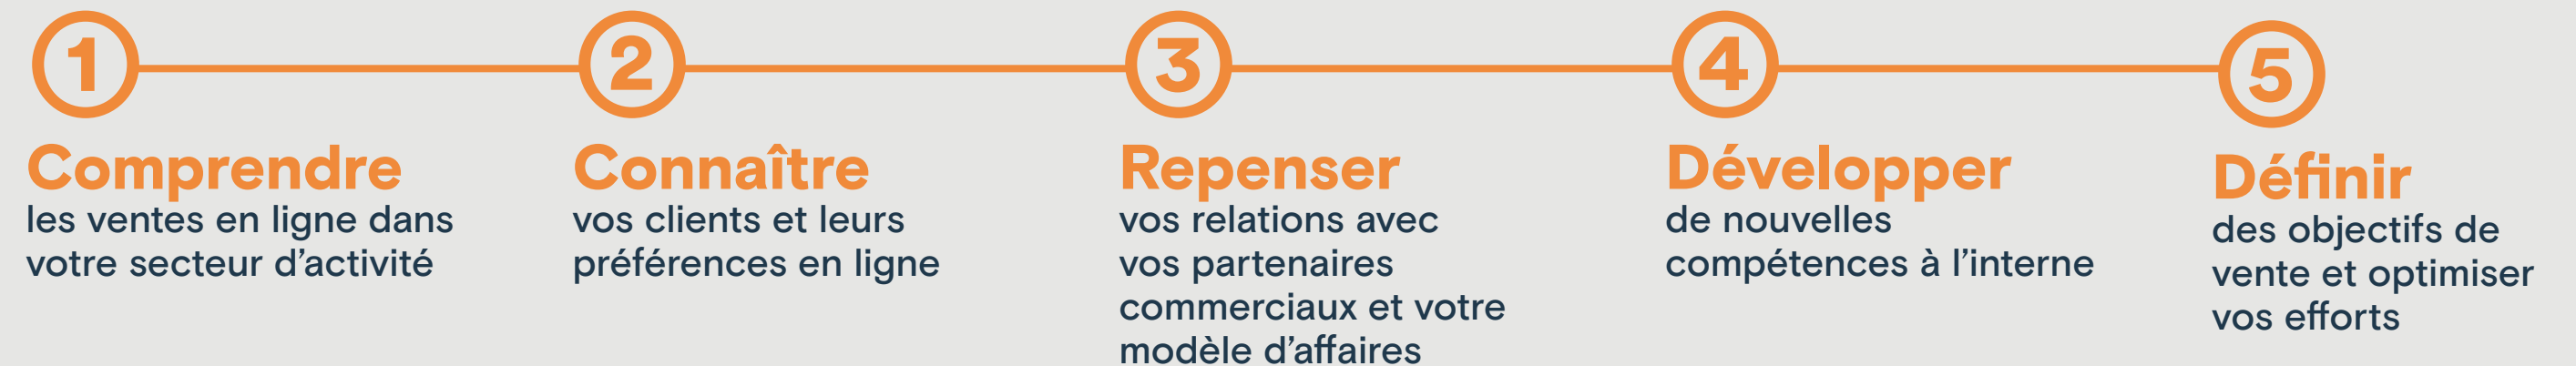 1
Comprendre
les ventes en ligne dans
votre secteur d'activité
2
Connaître
vos clients et leurs
préférences en ligne
3
Repenser
vos relations avec
vos partenaires
commerciaux et votre
modèle d'affaires
4
Développer
de nouvelles
compétences à l'interne
5
Définir
des objectifs de
vente et optimiser
vos efforts